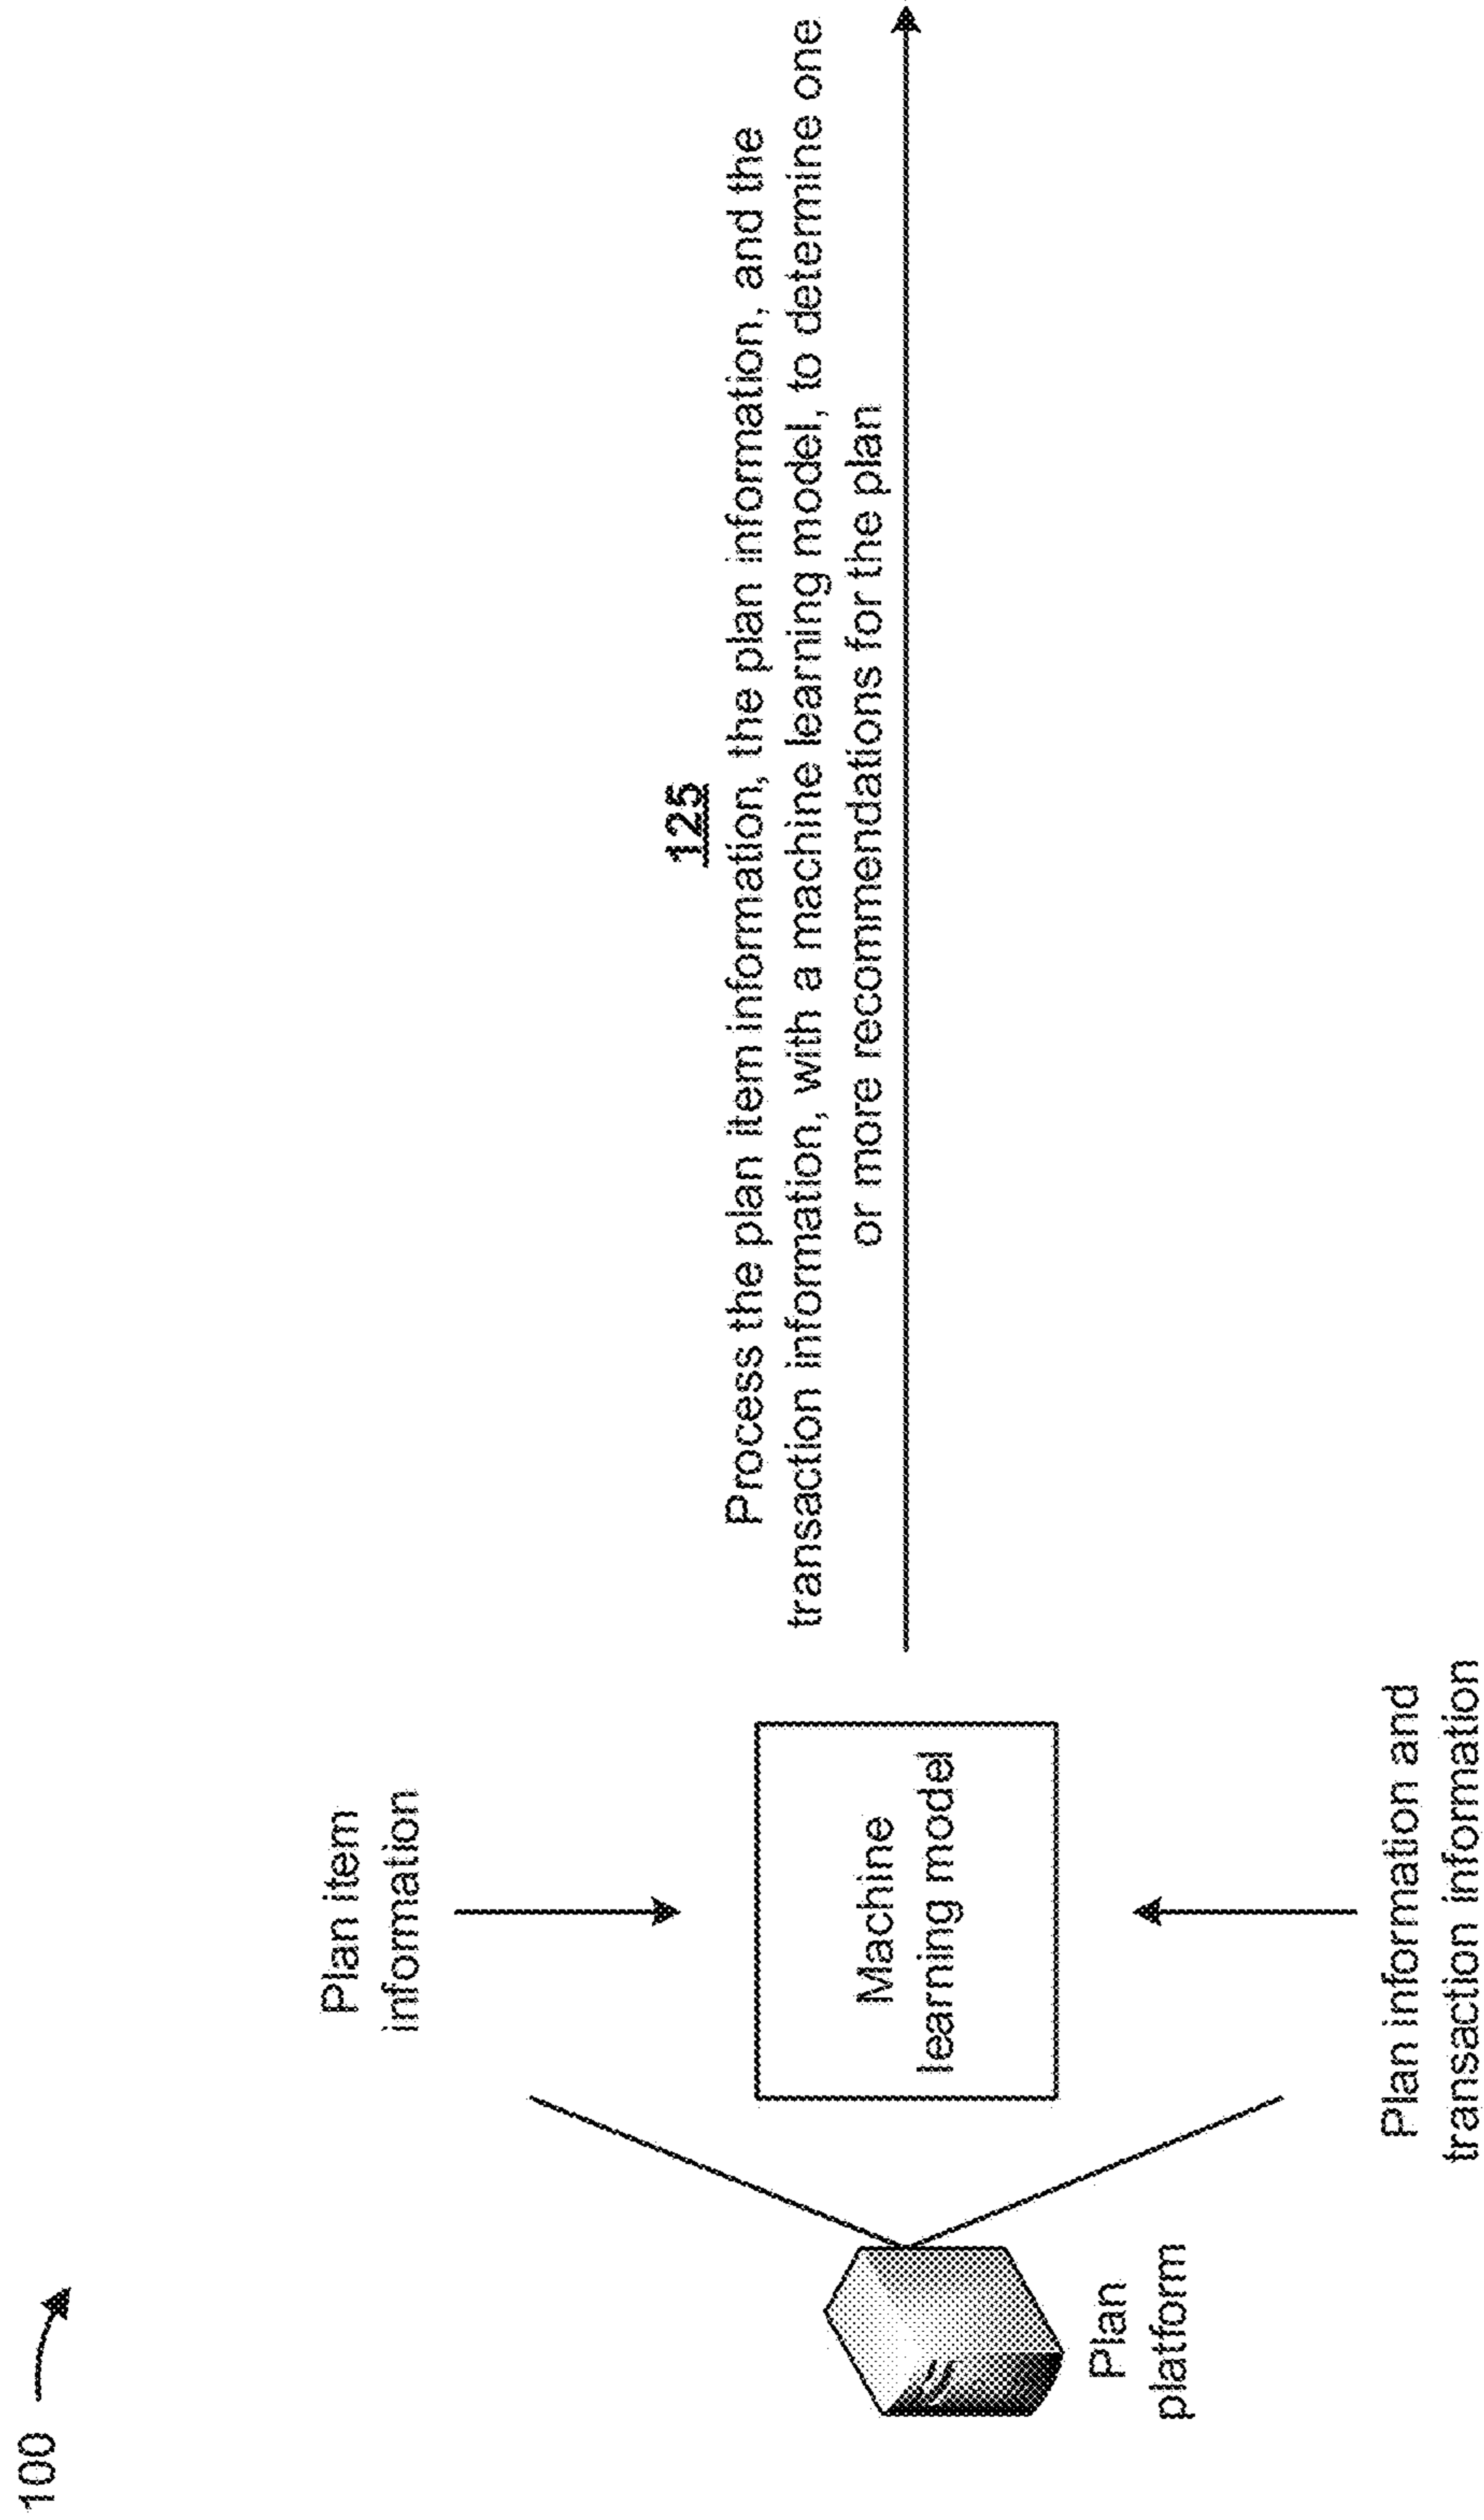 100
Plan item
information
125
Process the plan item information, the plan information, and the
transaction information, with a machine learning model, to determine one
or more recommendations for the plan
Machine
learning model
Plan
platform
Plan information and
transaction information